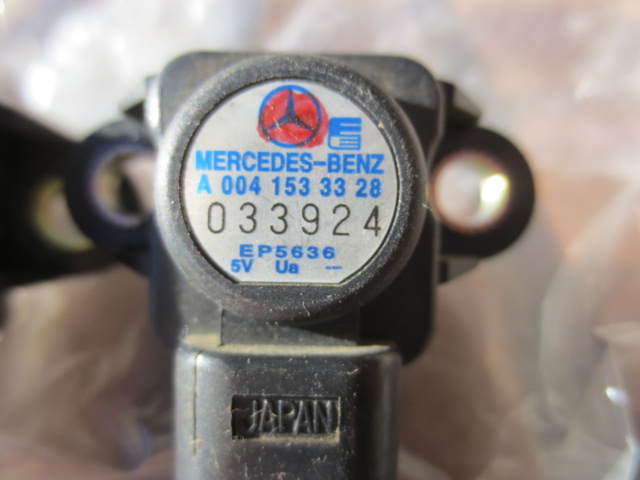 MERCEDES-BENZ
A 004 153 33 28
033924
EP5636
5V Ua —
JAPAN